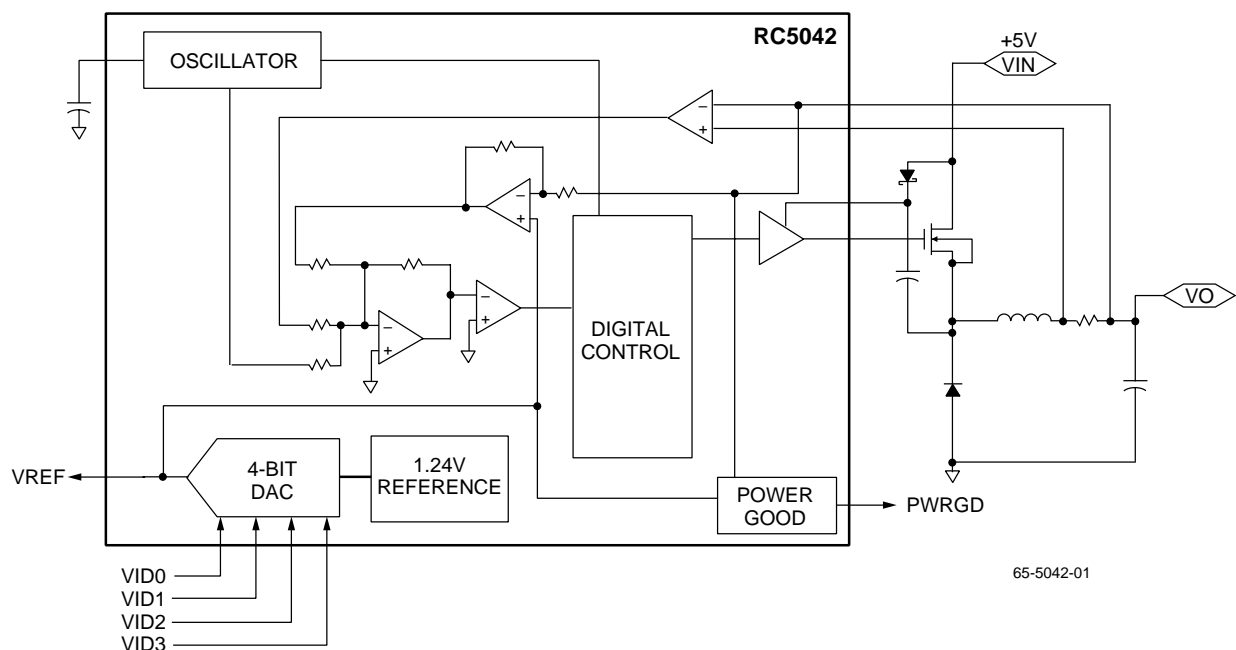 RC5042
OSCILLATOR
+5V
VIN
−
+
−
+
−
+
−
+
DIGITAL
CONTROL
VO
VREF
4-BIT
DAC
1.24V
REFERENCE
POWER
GOOD
PWRGD
VID0
VID1
VID2
VID3
65-5042-01